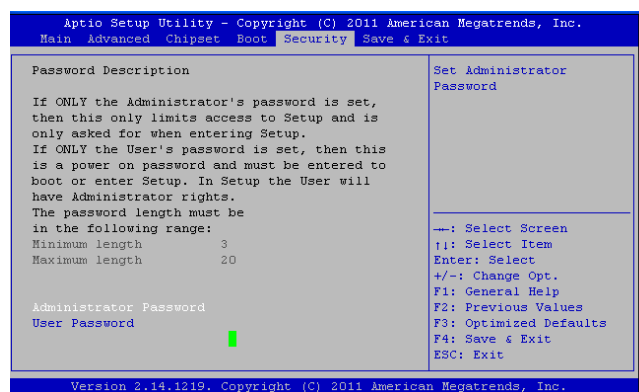 Aptio Setup Utility - Copyright (C) 2011 American Megatrends, Inc.
Main Advanced Chipset Boot Security Save & Exit
Password Description
If ONLY the Administrator's password is set,
then this only limits access to Setup and is
only asked for when entering Setup.
If ONLY the User's password is set, then this
is a power on password and must be entered to
boot or enter Setup. In Setup the User will
have Administrator rights.
The password length must be
in the following range:
Minimum length 3
Maximum length 20
Administrator Password
User Password
Set Administrator
Password
→←: Select Screen
↑↓: Select Item
Enter: Select
+/-: Change Opt.
F1: General Help
F2: Previous Values
F3: Optimized Defaults
F4: Save & Exit
ESC: Exit
Version 2.14.1219. Copyright (C) 2011 American Megatrends, Inc.